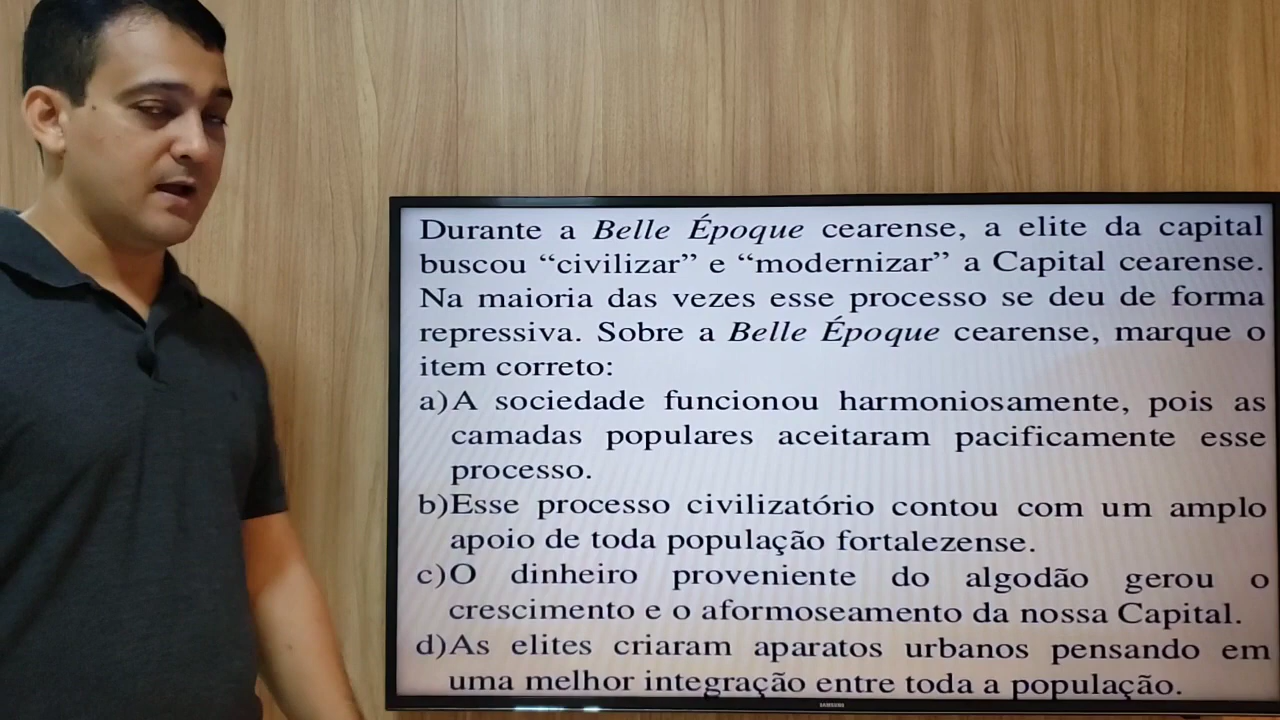 Durante a Belle Époque cearense, a elite da capital
buscou “civilizar” e “modernizar” a Capital cearense.
Na maioria das vezes esse processo se deu de forma
repressiva. Sobre a Belle Époque cearense, marque o
item correto:
a)A sociedade funcionou harmoniosamente, pois as
camadas populares aceitaram pacificamente esse
processo.
b)Esse processo civilizatório contou com um amplo
apoio de toda população fortalezense.
c)O dinheiro proveniente do algodão gerou o
crescimento e o aformoseamento da nossa Capital.
d)As elites criaram aparatos urbanos pensando em
uma melhor integração entre toda a população.
SAMSUNG